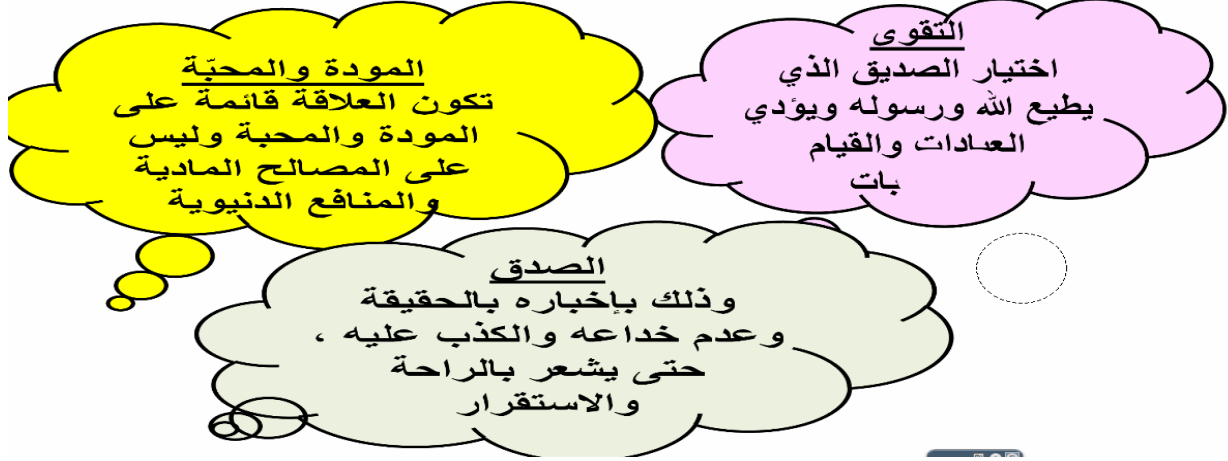 التقوى
اختيار الصديق الذي
يطيع الله ورسوله ويؤدي
العبادات والقيام
بات
المودة والمحبّة
تكون العلاقة قائمة على
المودة والمحبة وليس
على المصالح المادية
والمنافع الدنيوية
الصدق
وذلك بإخباره بالحقيقة
وعدم خداعه والكذب عليه ،
حتى يشعر بالراحة
والاستقرار